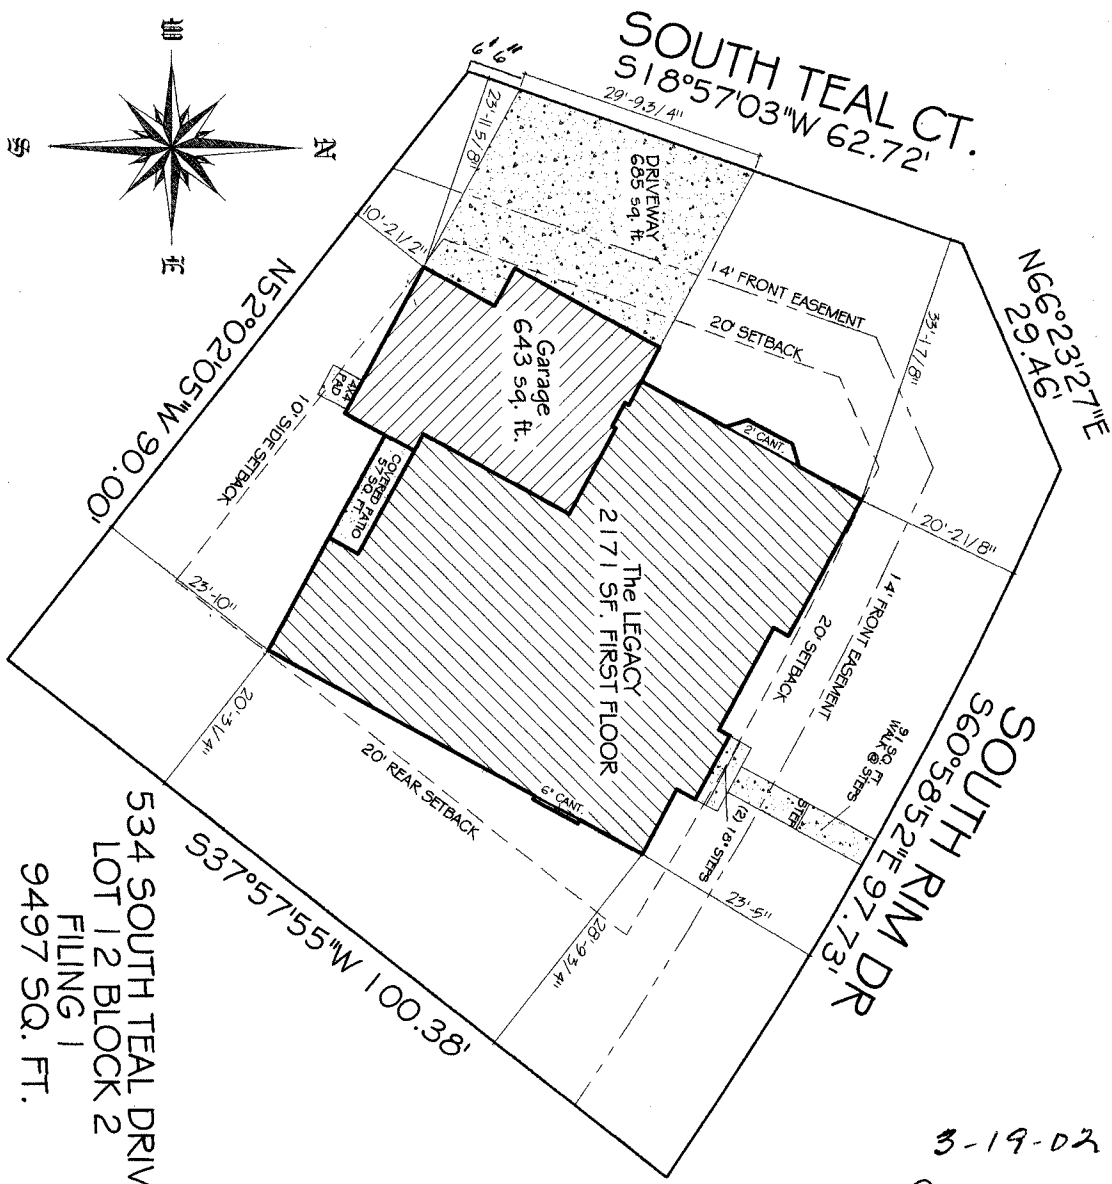 SOUTH TEAL CT.
S18°57'03"W 62.72'
6'6"
29'-9 3/4"
23'-11 5/8"
DRIVEWAY
685 sq. ft.
N66°23'27"E
29.46'
W
N
S
E
10'-2 1/2"
14' FRONT EASEMENT
20' SETBACK
33'-1 7/8"
Garage
643 sq. ft.
2' CANT.
4X4
PAD
10' SIDE SETBACK
N52°02'05"W 90.00'
COVERED PATIO
57 SQ. FT.
The LEGACY
2171 SF. FIRST FLOOR
20'-2 1/8"
14' FRONT EASEMENT
20' SETBACK
SOUTH RIM DR
S60°58'52"E 97.73'
91 SQ. FT.
WALK @ STEPS
STEP
(2) 18" STEPS
23'-5"
23'-10"
20'-3 1/4"
20' REAR SETBACK
6" CANT.
28'-9 3/4"
S37°57'55"W 100.38'
534 SOUTH TEAL DRIV
LOT 12 BLOCK 2
FILING 1
9497 SQ. FT.
3-19-02